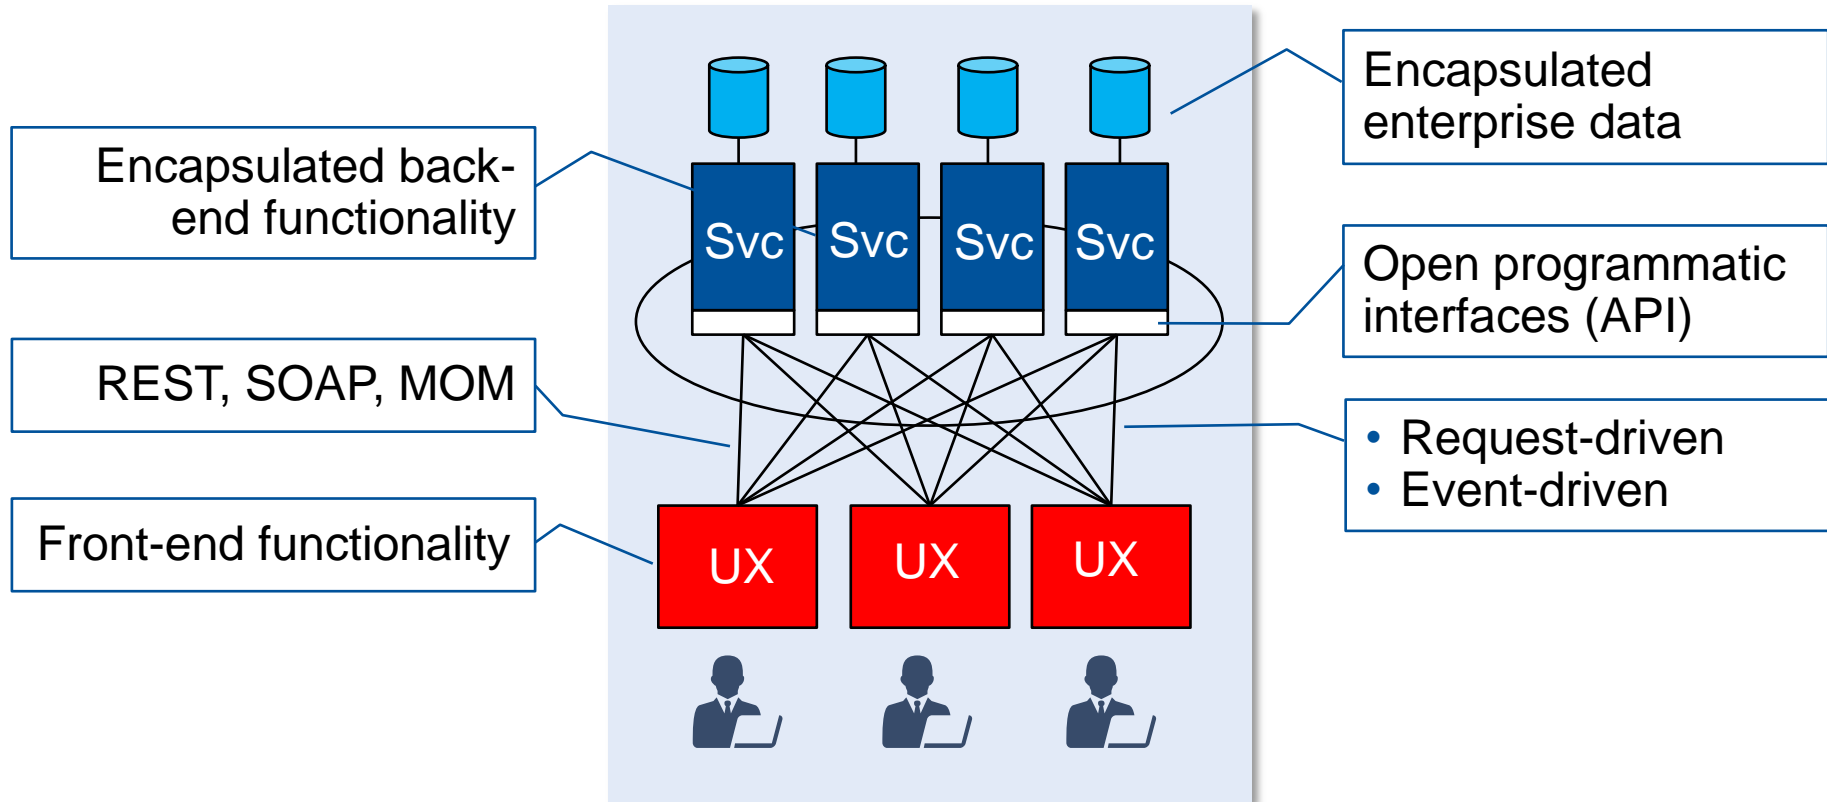 Encapsulated
enterprise data
Encapsulated back-
end functionality
Svc
Svc
Svc
Svc
Open programmatic
interfaces (API)
REST, SOAP, MOM
• Request-driven
• Event-driven
Front-end functionality
UX
UX
UX